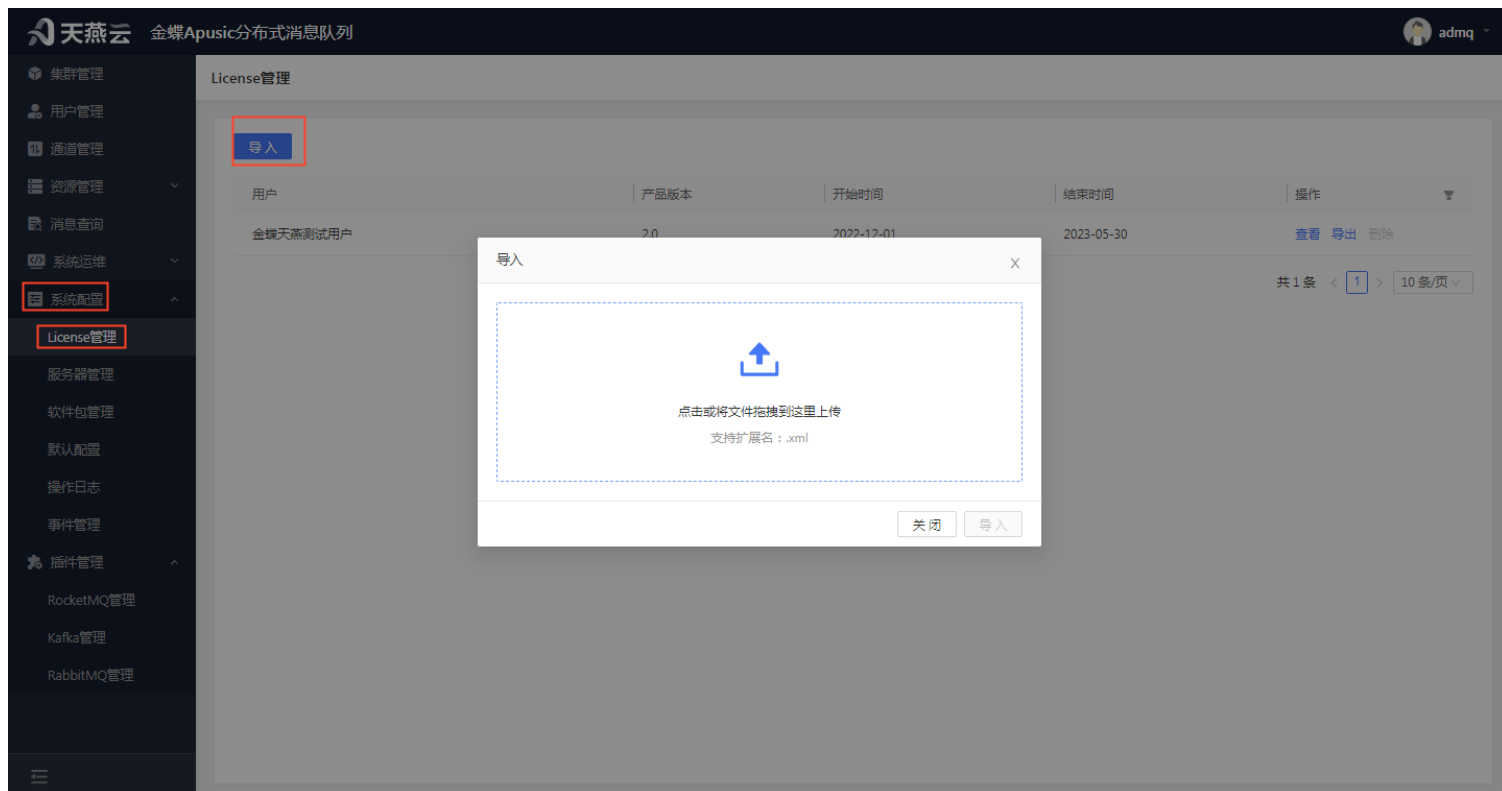 天燕云 金蝶Apusic分布式消息队列
admq
集群管理
用户管理
通道管理
资源管理
消息查询
系统运维
系统配置
License管理
服务器管理
软件包管理
默认配置
操作日志
事件管理
插件管理
RocketMQ管理
Kafka管理
RabbitMQ管理
License管理
导入
用户 产品版本 开始时间 结束时间 操作
金蝶天燕测试用户 2.0 2022-12-01 2023-05-30 查看 导出 删除
共 1 条 < 1 > 10 条/页
导入 X
点击或将文件拖拽到这里上传
支持扩展名：.xml
关闭 导入